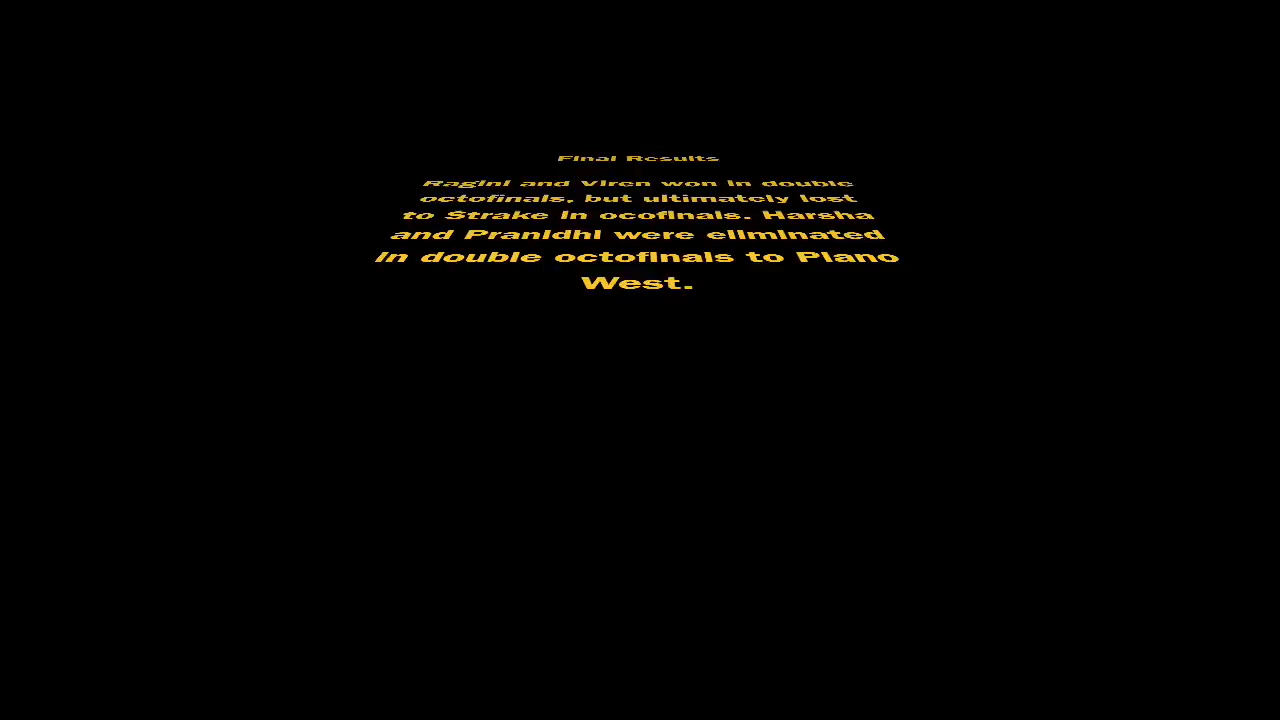 Final Results
Ragini and Viren won in double
octofinals, but ultimately lost
to Strake in ocofinals. Harsha
and Pranidhi were eliminated
in double octofinals to Plano
West.